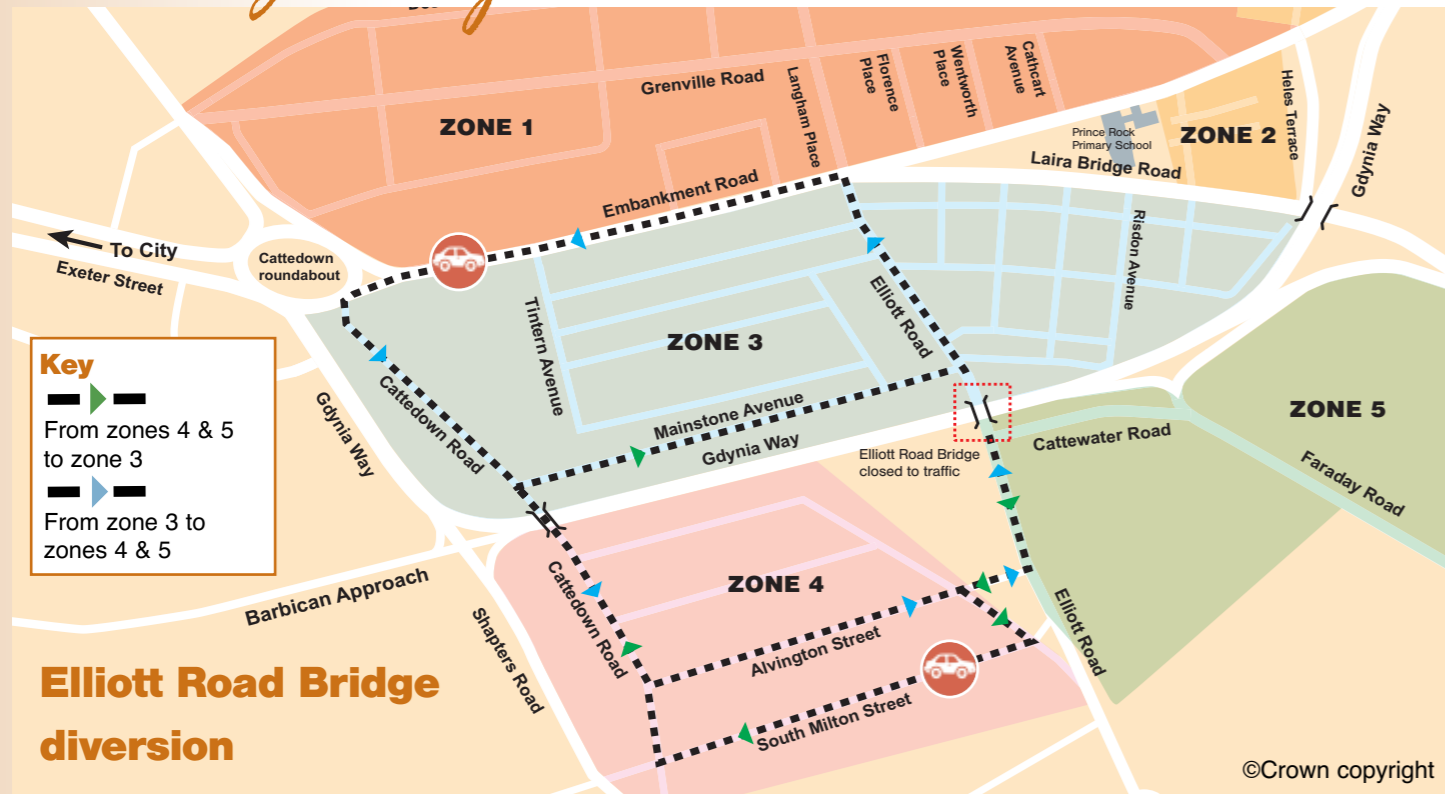 Grenville Road
Langham Place
Florence
Place
Wentworth
Place
Cathcart
Avenue
Heles Terrace
Gdynia Way
ZONE 1
Prince Rock
Primary School
ZONE 2
Laira Bridge Road
Embankment Road
To City
Exeter Street
Cattedown
roundabout
Risdon Avenue
Tintern Avenue
Elliott Road
ZONE 3
Key
From zones 4 & 5
to zone 3
From zone 3 to
zones 4 & 5
Gdynia Way
Cattedown Road
Mainstone Avenue
Gdynia Way
Elliott Road Bridge
closed to traffic
Cattewater Road
ZONE 5
Faraday Road
Barbican Approach
Shapters Road
Cattedown Road
ZONE 4
Alvington Street
South Milton Street
Elliott Road
Elliott Road Bridge
diversion
©Crown copyright